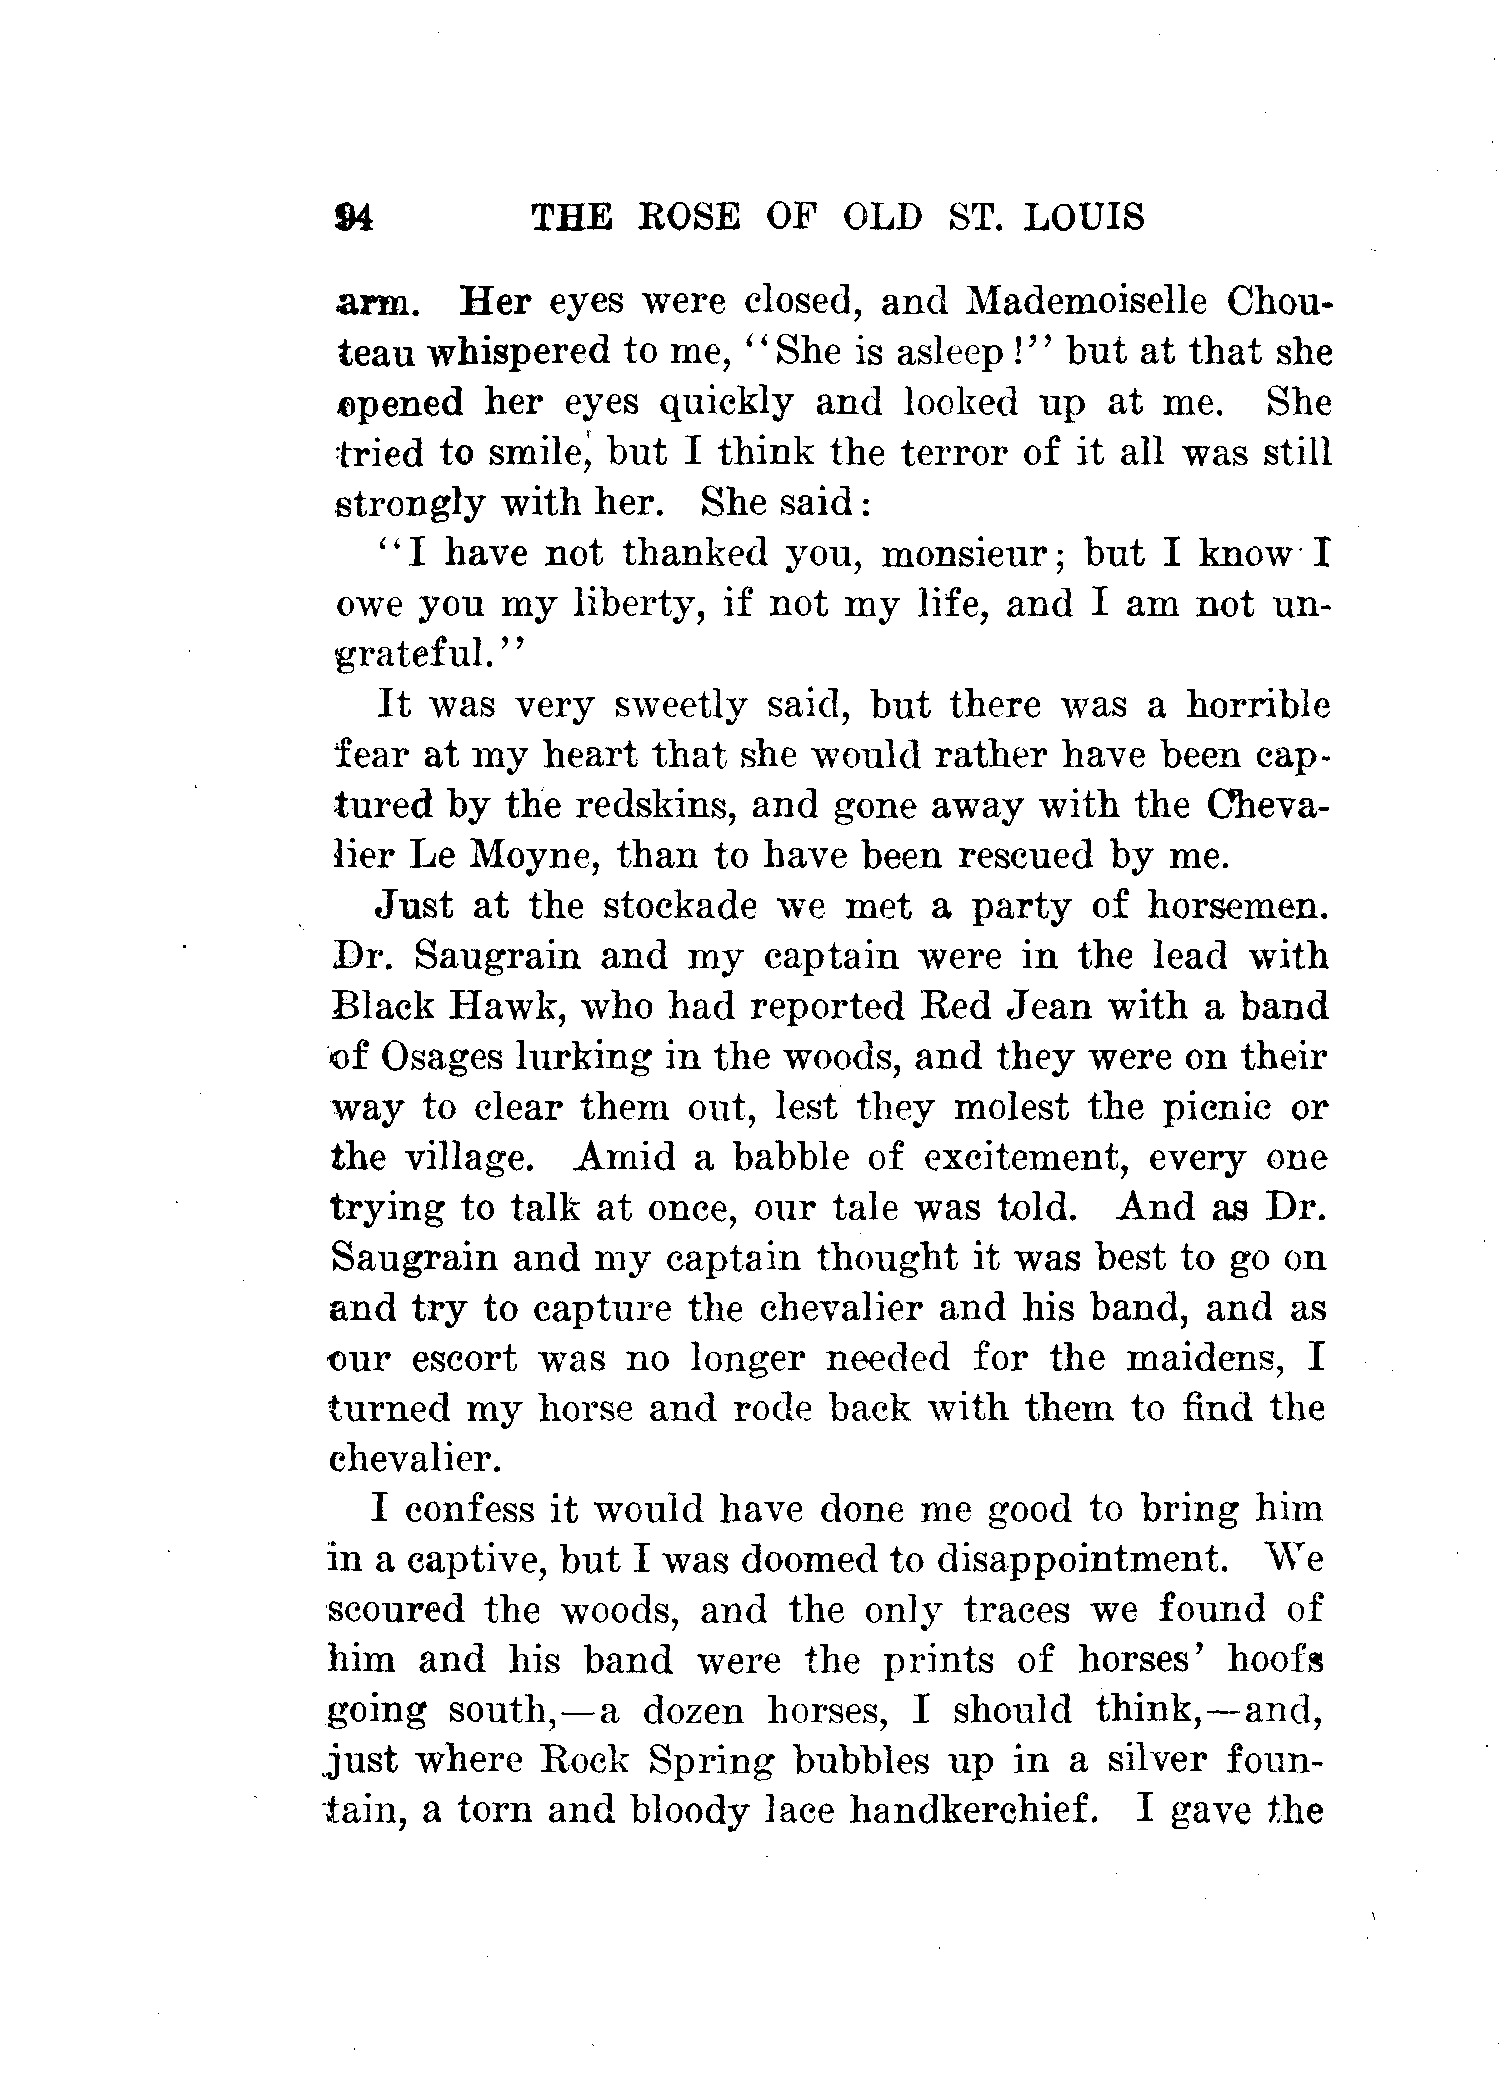 94 THE ROSE OF OLD ST. LOUIS
arm. Her eyes were closed, and Mademoiselle Chou-
teau whispered to me, "She is asleep!" but at that she
opened her eyes quickly and looked up at me. She
tried to smile, but I think the terror of it all was still
strongly with her. She said:
"I have not thanked you, monsieur; but I know I
owe you my liberty, if not my life, and I am not un-
grateful."
It was very sweetly said, but there was a horrible
fear at my heart that she would rather have been cap-
tured by the redskins, and gone away with the Cheva-
lier Le Moyne, than to have been rescued by me.
Just at the stockade we met a party of horsemen.
Dr. Saugrain and my captain were in the lead with
Black Hawk, who had reported Red Jean with a band
of Osages lurking in the woods, and they were on their
way to clear them out, lest they molest the picnic or
the village. Amid a babble of excitement, every one
trying to talk at once, our tale was told. And as Dr.
Saugrain and my captain thought it was best to go on
and try to capture the chevalier and his band, and as
our escort was no longer needed for the maidens, I
turned my horse and rode back with them to find the
chevalier.
I confess it would have done me good to bring him
in a captive, but I was doomed to disappointment. We
scoured the woods, and the only traces we found of
him and his band were the prints of horses' hoofs
going south,—a dozen horses, I should think,—and,
just where Rock Spring bubbles up in a silver foun-
tain, a torn and bloody lace handkerchief. I gave the